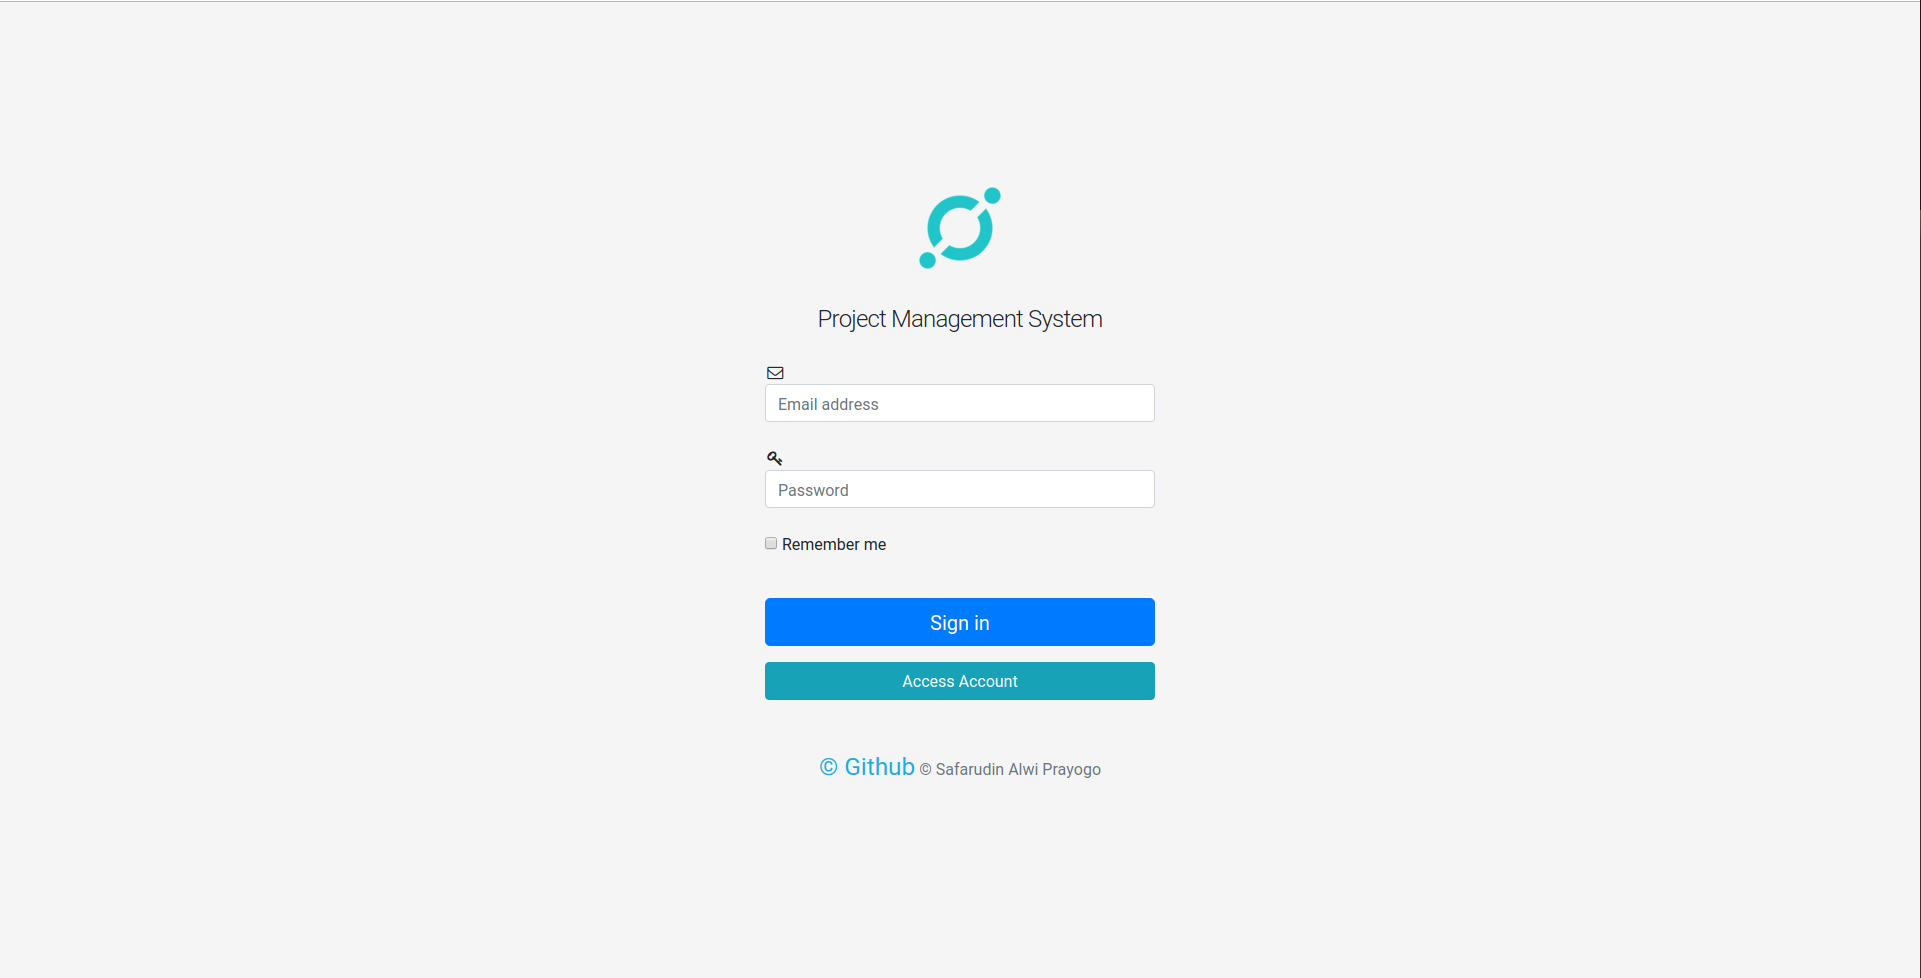 Project Management System
Email address
Password
Remember me
Sign in
Access Account
© Github © Safarudin Alwi Prayogo